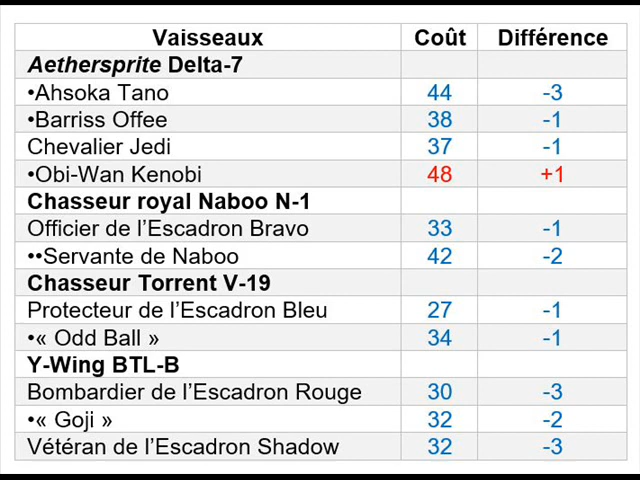 Vaisseaux Coût Différence
Aethersprite Delta-7
•Ahsoka Tano 44 -3
•Barriss Offee 38 -1
Chevalier Jedi 37 -1
•Obi-Wan Kenobi 48 +1
Chasseur royal Naboo N-1
Officier de l’Escadron Bravo 33 -1
••Servante de Naboo 42 -2
Chasseur Torrent V-19
Protecteur de l’Escadron Bleu 27 -1
•« Odd Ball » 34 -1
Y-Wing BTL-B
Bombardier de l’Escadron Rouge 30 -3
•« Goji » 32 -2
Vétéran de l’Escadron Shadow 32 -3